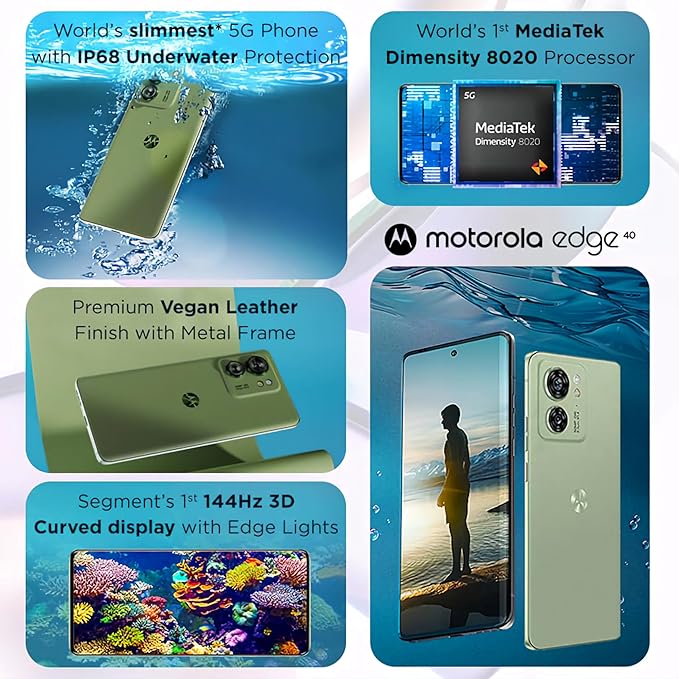 World's slimmest* 5G Phone
with IP68 Underwater Protection
World's 1st MediaTek
Dimensity 8020 Processor
5G
MediaTek
Dimensity 8020
motorola edge 40
Premium Vegan Leather
Finish with Metal Frame
Segment's 1st 144Hz 3D
Curved display with Edge Lights